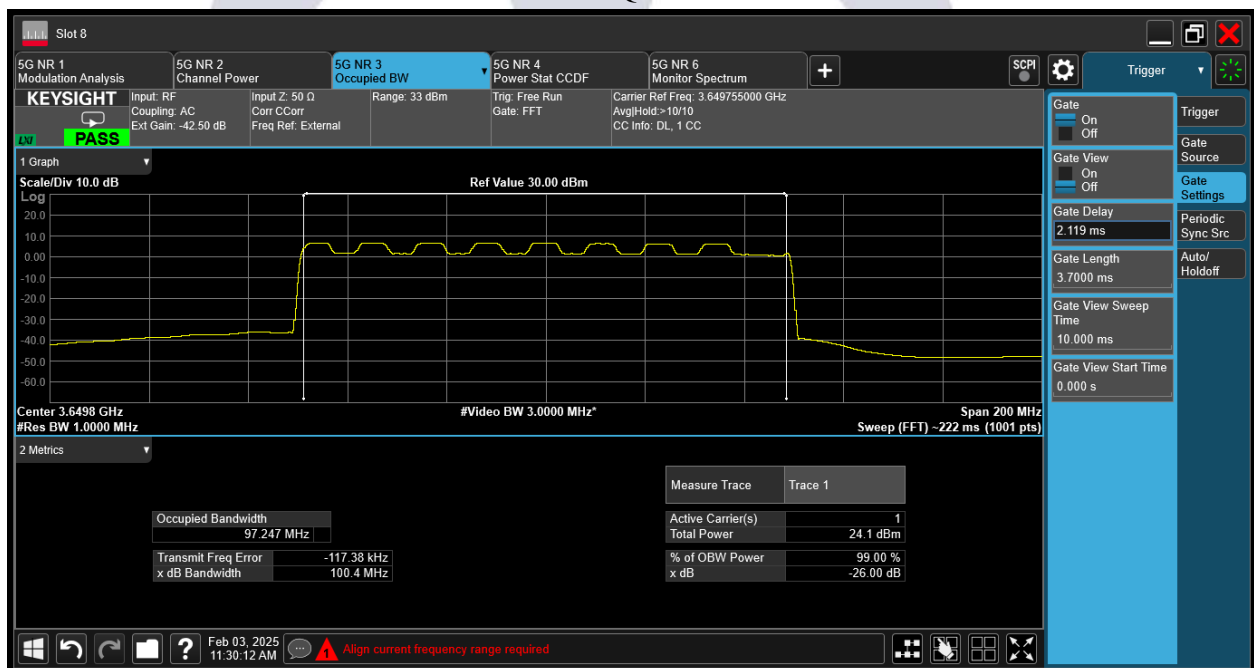 Slot 8
5G NR 1
Modulation Analysis
5G NR 2
Channel Power
5G NR 3
Occupied BW
5G NR 4
Power Stat CCDF
5G NR 6
Monitor Spectrum
SCPI
Trigger
KEYSIGHT
LXI
PASS
Input: RF
Coupling: AC
Ext Gain: -42.50 dB
Input Z: 50 Ω
Corr CCorr
Freq Ref: External
Range: 33 dBm
Trig: Free Run
Gate: FFT
Carrier Ref Freq: 3.649755000 GHz
Avg|Hold:>10/10
CC Info: DL, 1 CC
1 Graph
Scale/Div 10.0 dB
Ref Value 30.00 dBm
Log
20.0
10.0
0.00
-10.0
-20.0
-30.0
-40.0
-50.0
-60.0
Center 3.6498 GHz
#Video BW 3.0000 MHz*
Span 200 MHz
#Res BW 1.0000 MHz
Sweep (FFT) ~222 ms (1001 pts)
2 Metrics
Measure Trace Trace 1
Occupied Bandwidth
97.247 MHz
Transmit Freq Error -117.38 kHz
x dB Bandwidth 100.4 MHz
Active Carrier(s) 1
Total Power 24.1 dBm
% of OBW Power 99.00 %
x dB -26.00 dB
Gate
On
Off
Gate View
On
Off
Gate Delay
2.119 ms
Gate Length
3.7000 ms
Gate View Sweep
Time
10.000 ms
Gate View Start Time
0.000 s
Trigger
Gate
Source
Gate
Settings
Periodic
Sync Src
Auto/
Holdoff
?
Feb 03, 2025
11:30:12 AM
1
Align current frequency range required